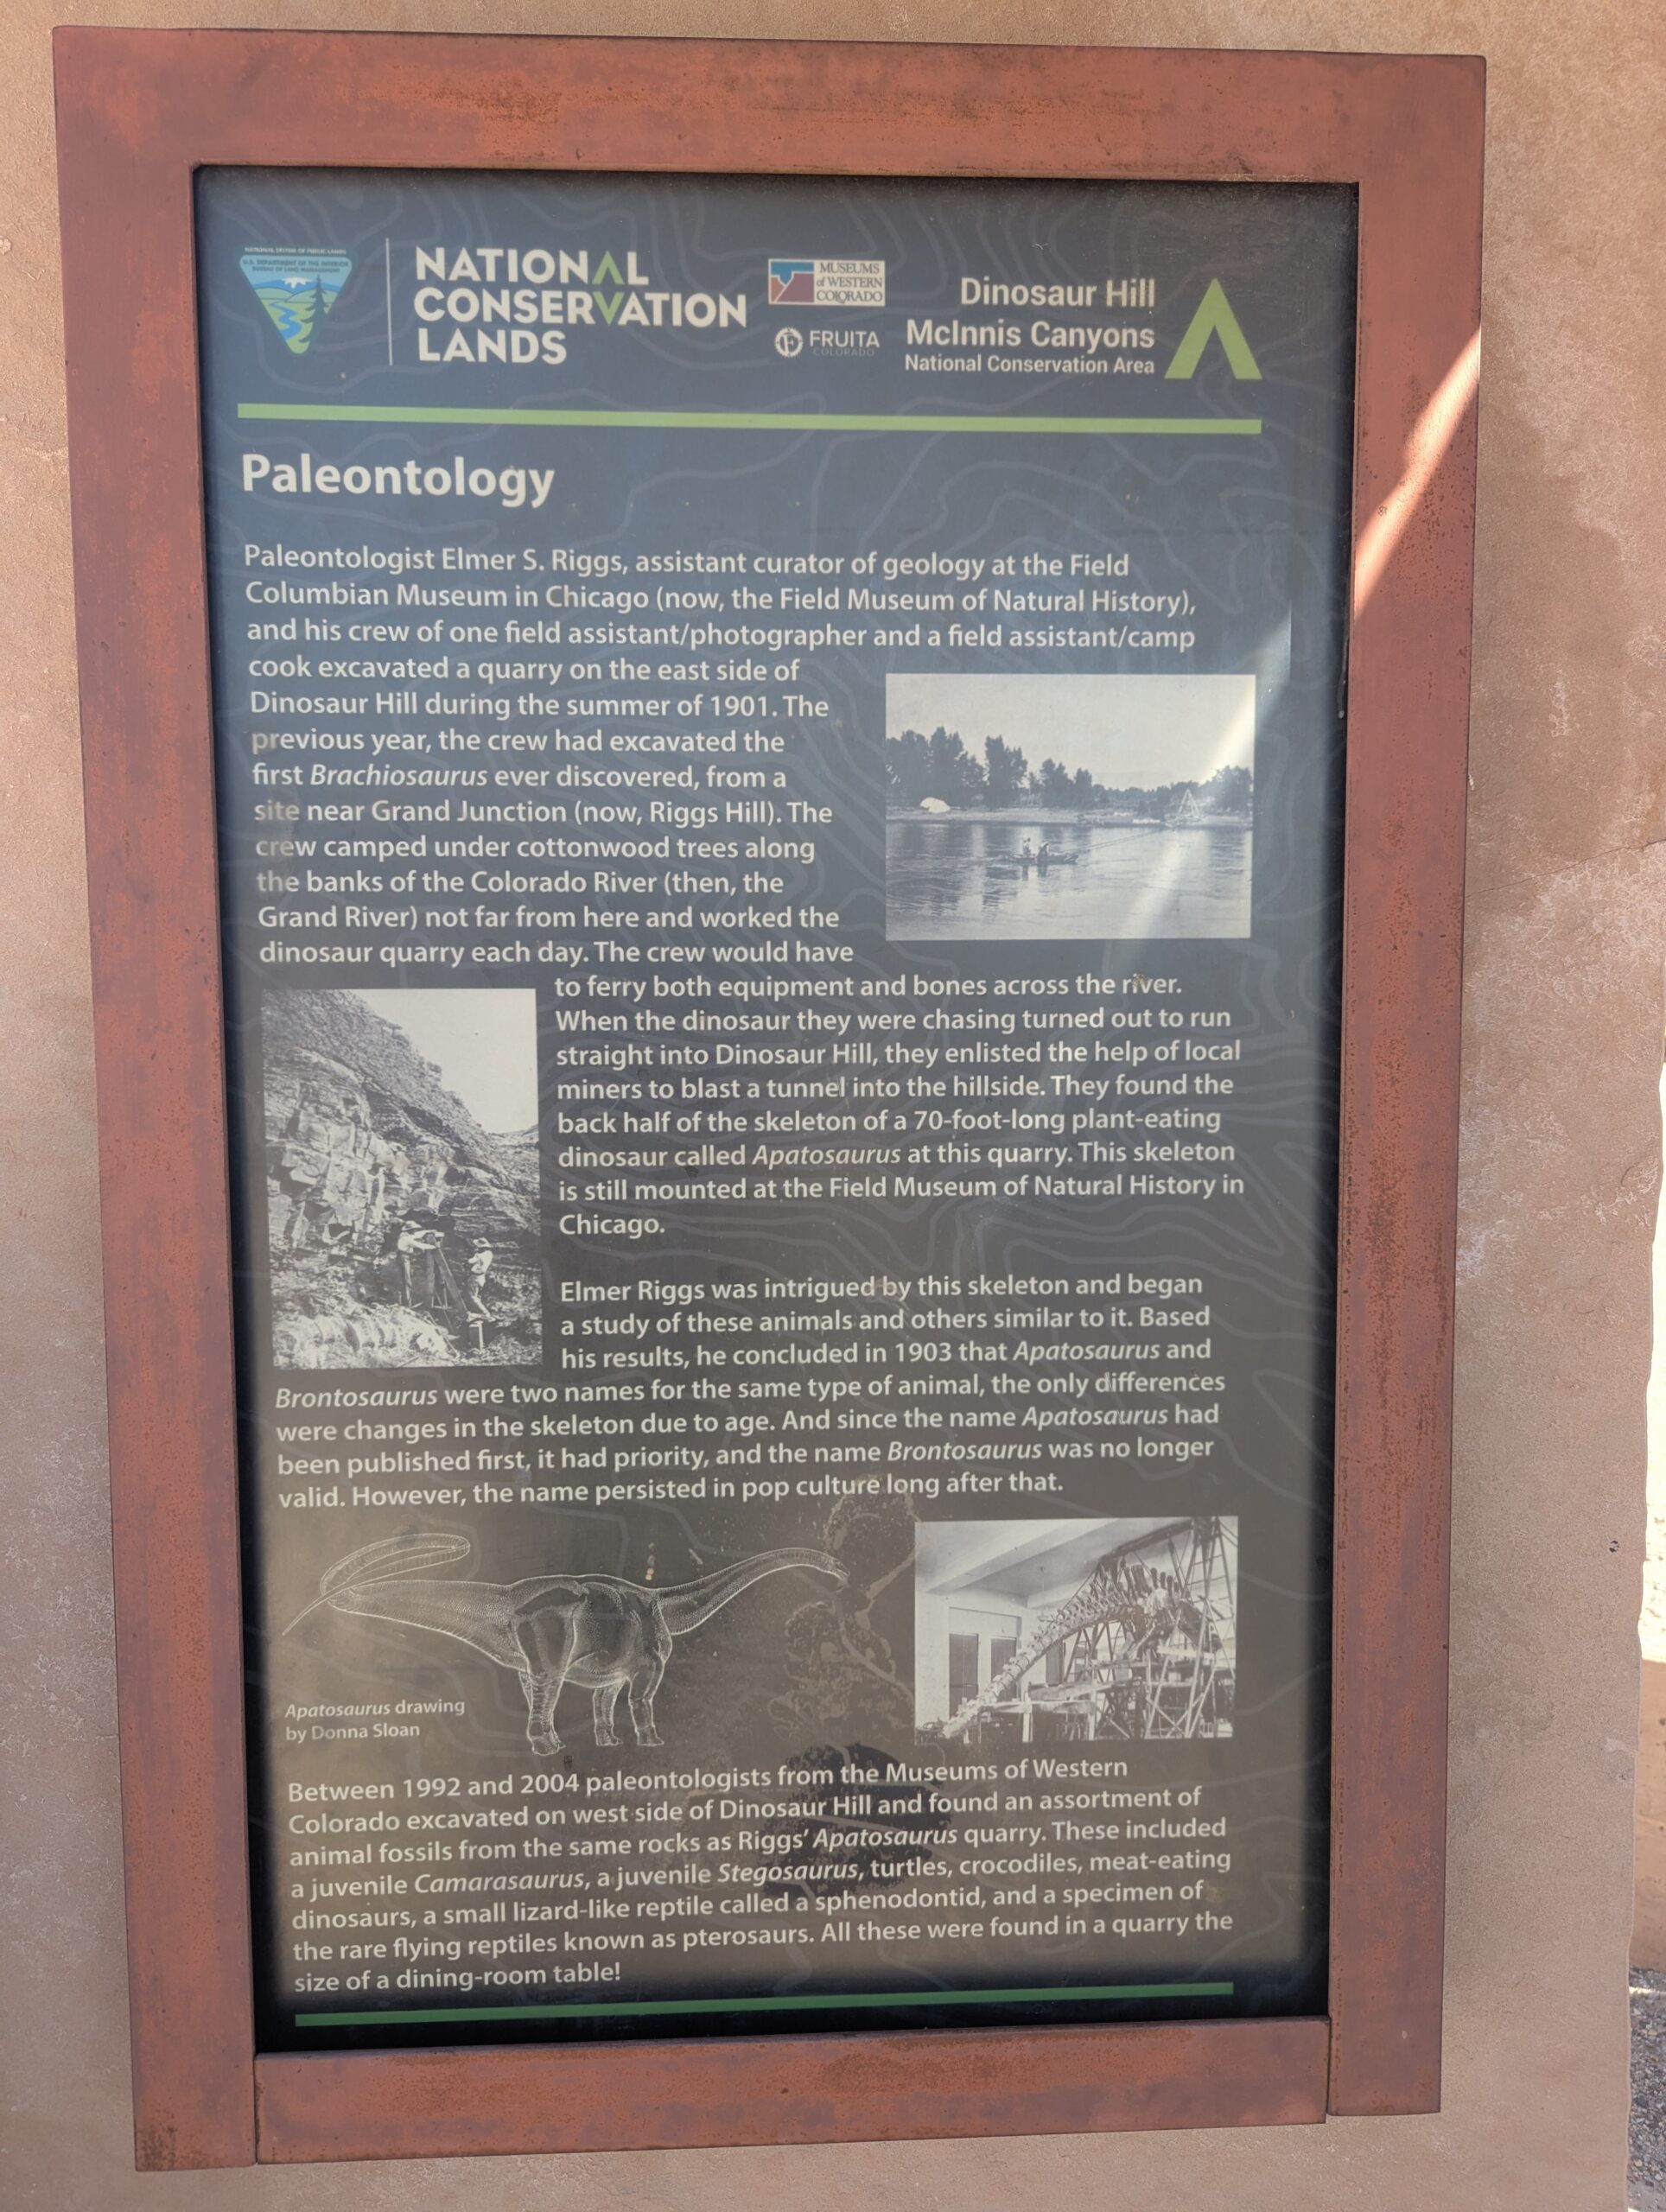 NATIONAL SYSTEM OF PUBLIC LANDS
U.S. DEPARTMENT OF THE INTERIOR
BUREAU OF LAND MANAGEMENT
NATIONAL
CONSERVATION
LANDS
MUSEUMS
of WESTERN
COLORADO
FRUITA
COLORADO
Dinosaur Hill
McInnis Canyons
National Conservation Area
Paleontology
Paleontologist Elmer S. Riggs, assistant curator of geology at the Field
Columbian Museum in Chicago (now, the Field Museum of Natural History),
and his crew of one field assistant/photographer and a field assistant/camp
cook excavated a quarry on the east side of
Dinosaur Hill during the summer of 1901. The
previous year, the crew had excavated the
first Brachiosaurus ever discovered, from a
site near Grand Junction (now, Riggs Hill). The
crew camped under cottonwood trees along
the banks of the Colorado River (then, the
Grand River) not far from here and worked the
dinosaur quarry each day. The crew would have
to ferry both equipment and bones across the river.
When the dinosaur they were chasing turned out to run
straight into Dinosaur Hill, they enlisted the help of local
miners to blast a tunnel into the hillside. They found the
back half of the skeleton of a 70-foot-long plant-eating
dinosaur called Apatosaurus at this quarry. This skeleton
is still mounted at the Field Museum of Natural History in
Chicago.
Elmer Riggs was intrigued by this skeleton and began
a study of these animals and others similar to it. Based
his results, he concluded in 1903 that Apatosaurus and
Brontosaurus were two names for the same type of animal, the only differences
were changes in the skeleton due to age. And since the name Apatosaurus had
been published first, it had priority, and the name Brontosaurus was no longer
valid. However, the name persisted in pop culture long after that.
Apatosaurus drawing
by Donna Sloan
Between 1992 and 2004 paleontologists from the Museums of Western
Colorado excavated on west side of Dinosaur Hill and found an assortment of
animal fossils from the same rocks as Riggs' Apatosaurus quarry. These included
a juvenile Camarasaurus, a juvenile Stegosaurus, turtles, crocodiles, meat-eating
dinosaurs, a small lizard-like reptile called a sphenodontid, and a specimen of
the rare flying reptiles known as pterosaurs. All these were found in a quarry the
size of a dining-room table!